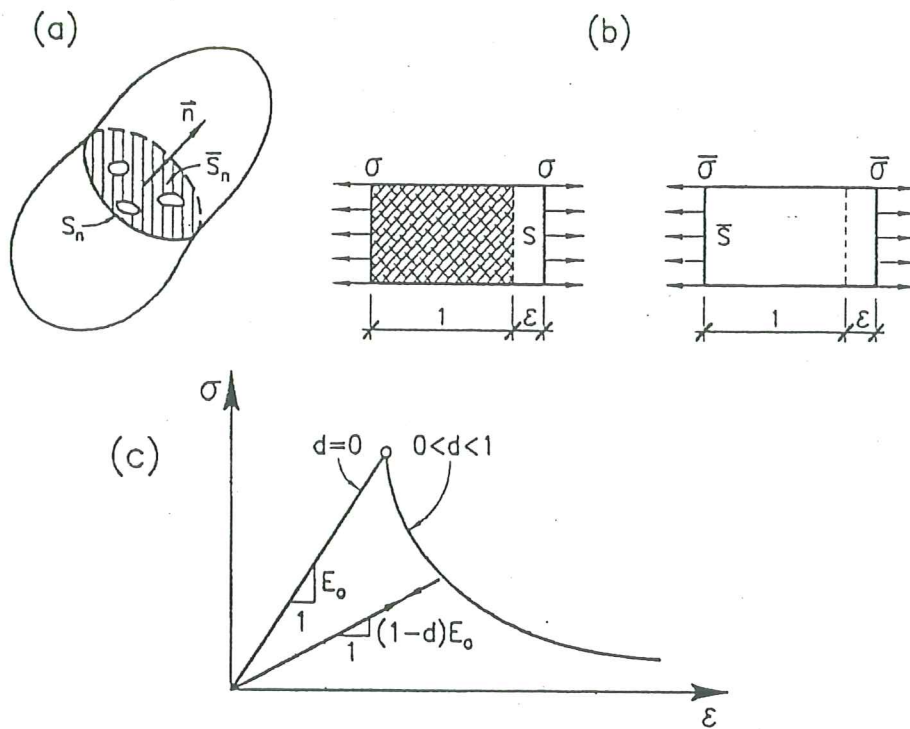 (a)
(b)
n⃗
S̅ₙ
Sₙ
σ σ
S
1 ε
σ̅ σ̅
S̅
1 ε
σ
(c)
d=0 0<d<1
E₀
1
(1-d)E₀
1
ε